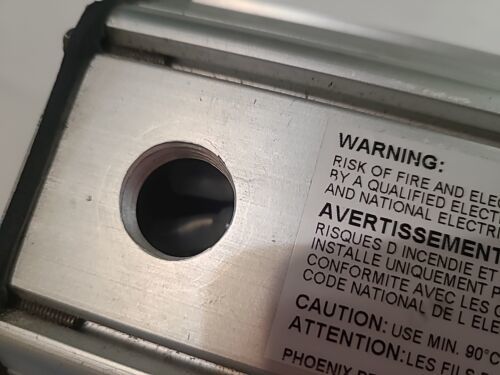 WARNING:
RISK OF FIRE AND ELEC
BY A QUALIFIED ELECT
AND NATIONAL ELECTRI
AVERTISSEMENT
RISQUES D INCENDIE ET
INSTALLE UNIQUEMENT P
CONFORMITE AVEC LES C
CODE NATIONAL DE L ELE
CAUTION: USE MIN. 90°C
ATTENTION: LES FILS
PHOENIX